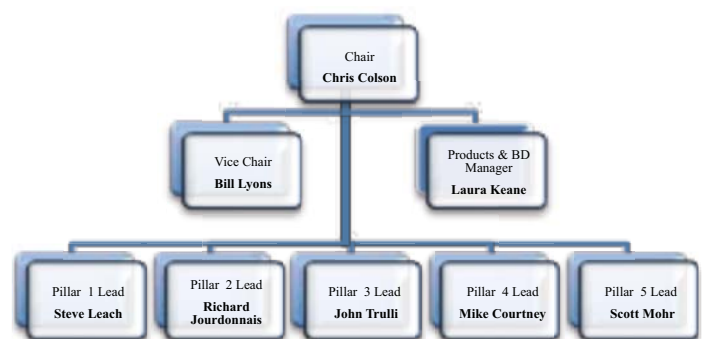 Chair
Chris Colson
Vice Chair
Bill Lyons
Products & BD
Manager
Laura Keane
Pillar 1 Lead
Steve Leach
Pillar 2 Lead
Richard
Jourdonnais
Pillar 3 Lead
John Trulli
Pillar 4 Lead
Mike Courtney
Pillar 5 Lead
Scott Mohr